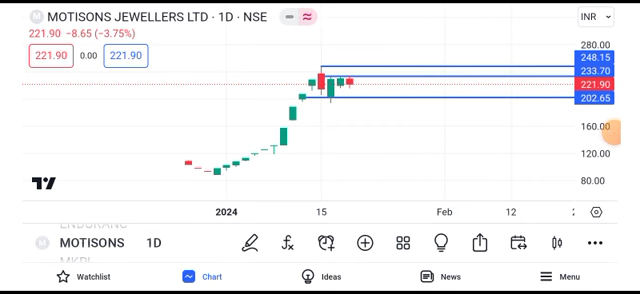 M MOTISONS JEWELLERS LTD · 1D · NSE
INR
221.90 −8.65 (−3.75%)
221.90 0.00 221.90
280.00
248.15
233.70
221.90
202.65
160.00
120.00
80.00
2024 15 Feb 12
M MOTISONS 1D
Watchlist Chart Ideas News Menu